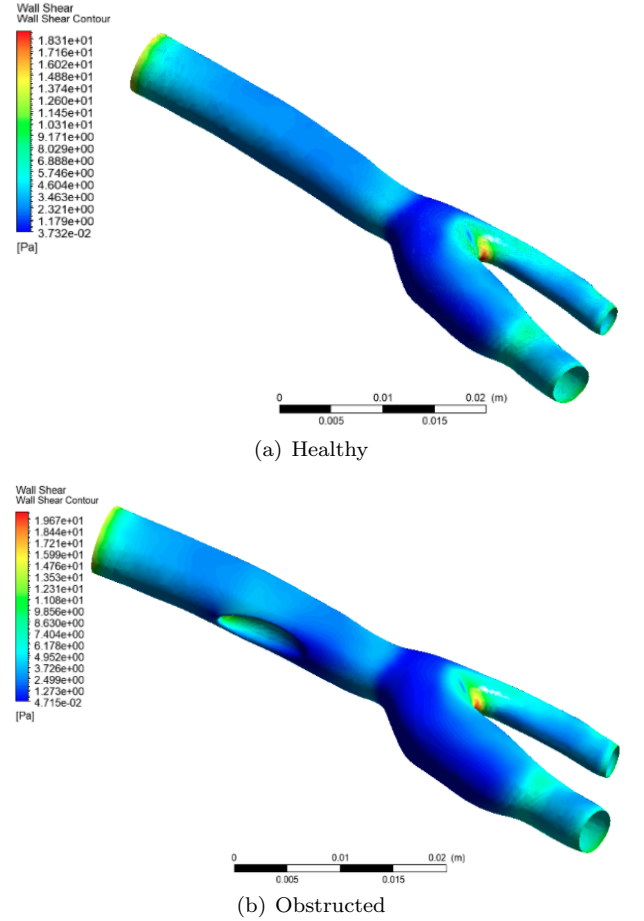 Wall Shear
Wall Shear Contour
1.831e+01
1.716e+01
1.602e+01
1.488e+01
1.374e+01
1.260e+01
1.145e+01
1.031e+01
9.171e+00
8.029e+00
6.888e+00
5.746e+00
4.604e+00
3.463e+00
2.321e+00
1.179e+00
3.732e-02
[Pa]
0 0.01 0.02 (m)
0.005 0.015
(a) Healthy
Wall Shear
Wall Shear Contour
1.967e+01
1.844e+01
1.721e+01
1.599e+01
1.476e+01
1.353e+01
1.231e+01
1.108e+01
9.856e+00
8.630e+00
7.404e+00
6.178e+00
4.952e+00
3.726e+00
2.499e+00
1.273e+00
4.715e-02
[Pa]
0 0.01 0.02 (m)
0.005 0.015
(b) Obstructed